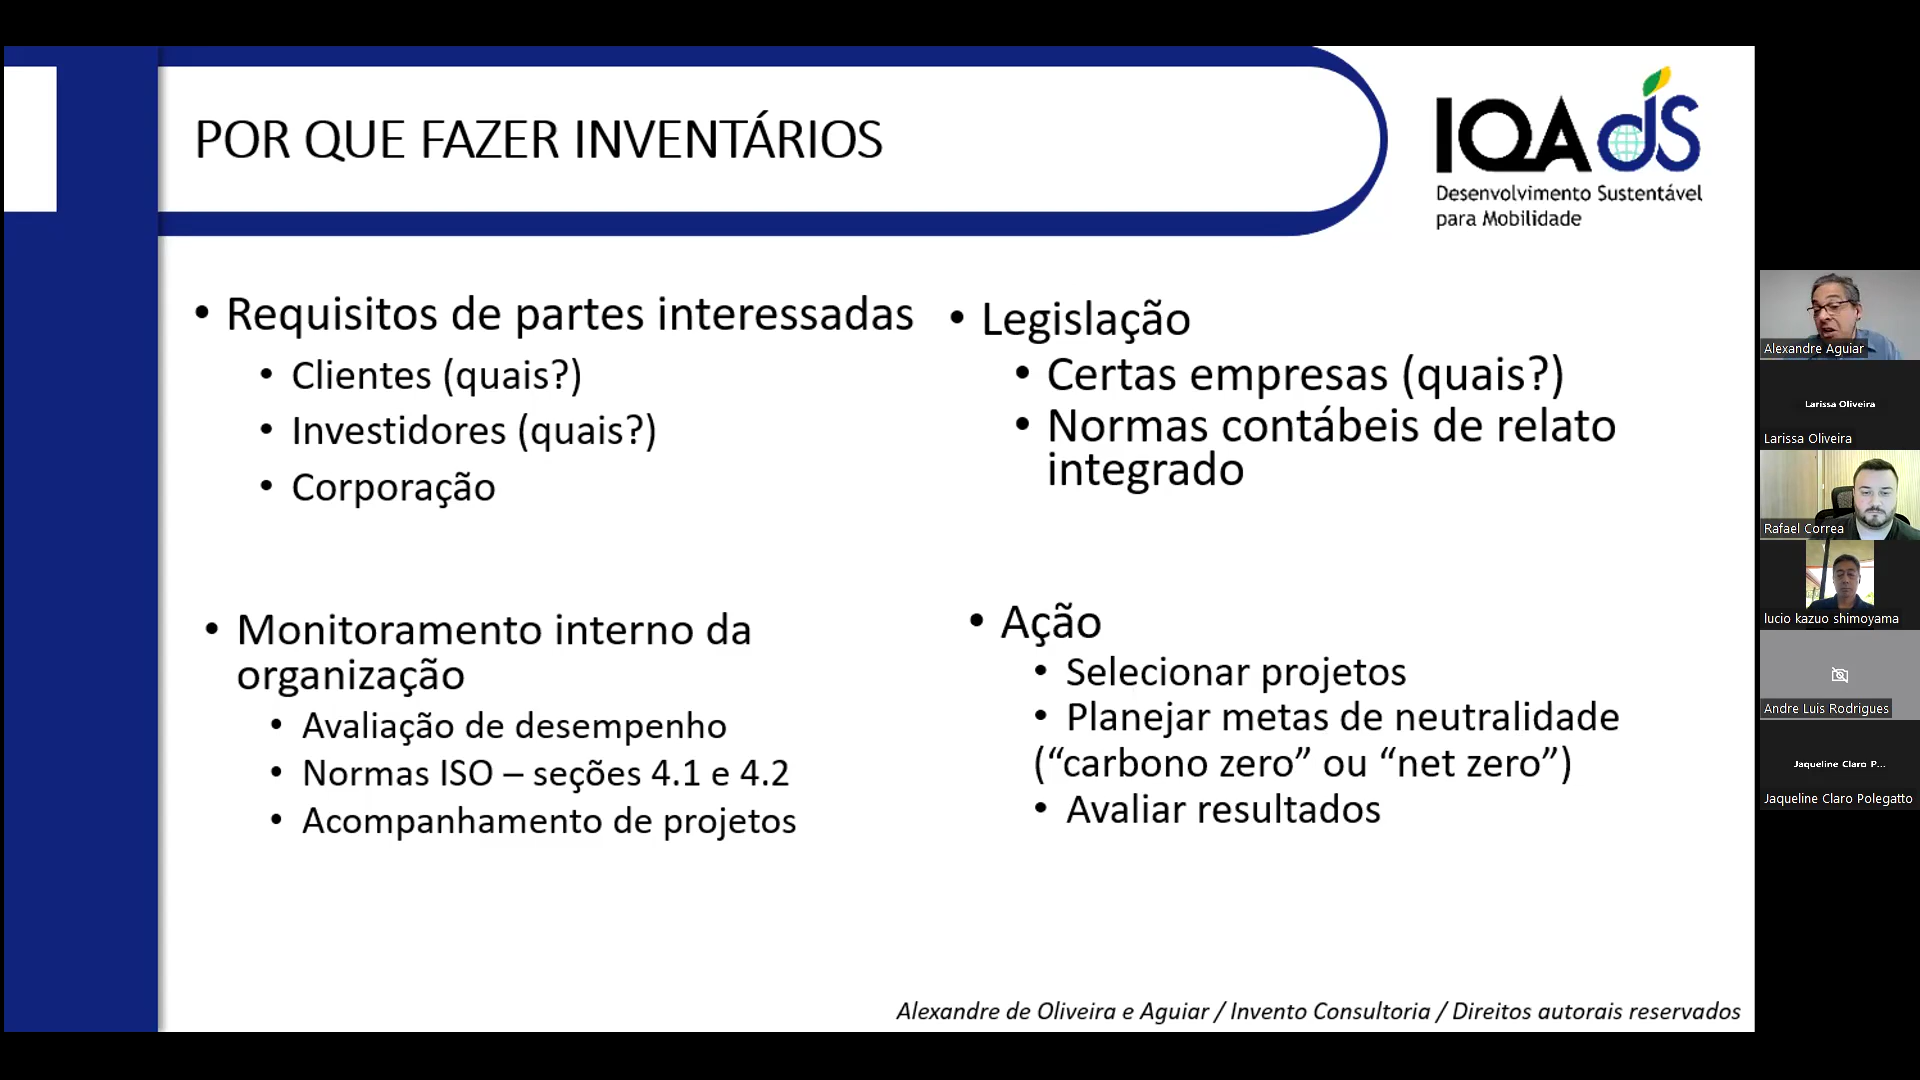 POR QUE FAZER INVENTÁRIOS
IQA dS
Desenvolvimento Sustentável
para Mobilidade
• Requisitos de partes interessadas
• Clientes (quais?)
• Investidores (quais?)
• Corporação
• Legislação
• Certas empresas (quais?)
• Normas contábeis de relato
integrado
• Monitoramento interno da
organização
• Avaliação de desempenho
• Normas ISO – seções 4.1 e 4.2
• Acompanhamento de projetos
• Ação
• Selecionar projetos
• Planejar metas de neutralidade
(“carbono zero” ou “net zero”)
• Avaliar resultados
Alexandre de Oliveira e Aguiar / Invento Consultoria / Direitos autorais reservados
Alexandre Aguiar
Larissa Oliveira
Larissa Oliveira
Rafael Correa
lucio kazuo shimoyama
Andre Luis Rodrigues
Jaqueline Claro P...
Jaqueline Claro Polegatto